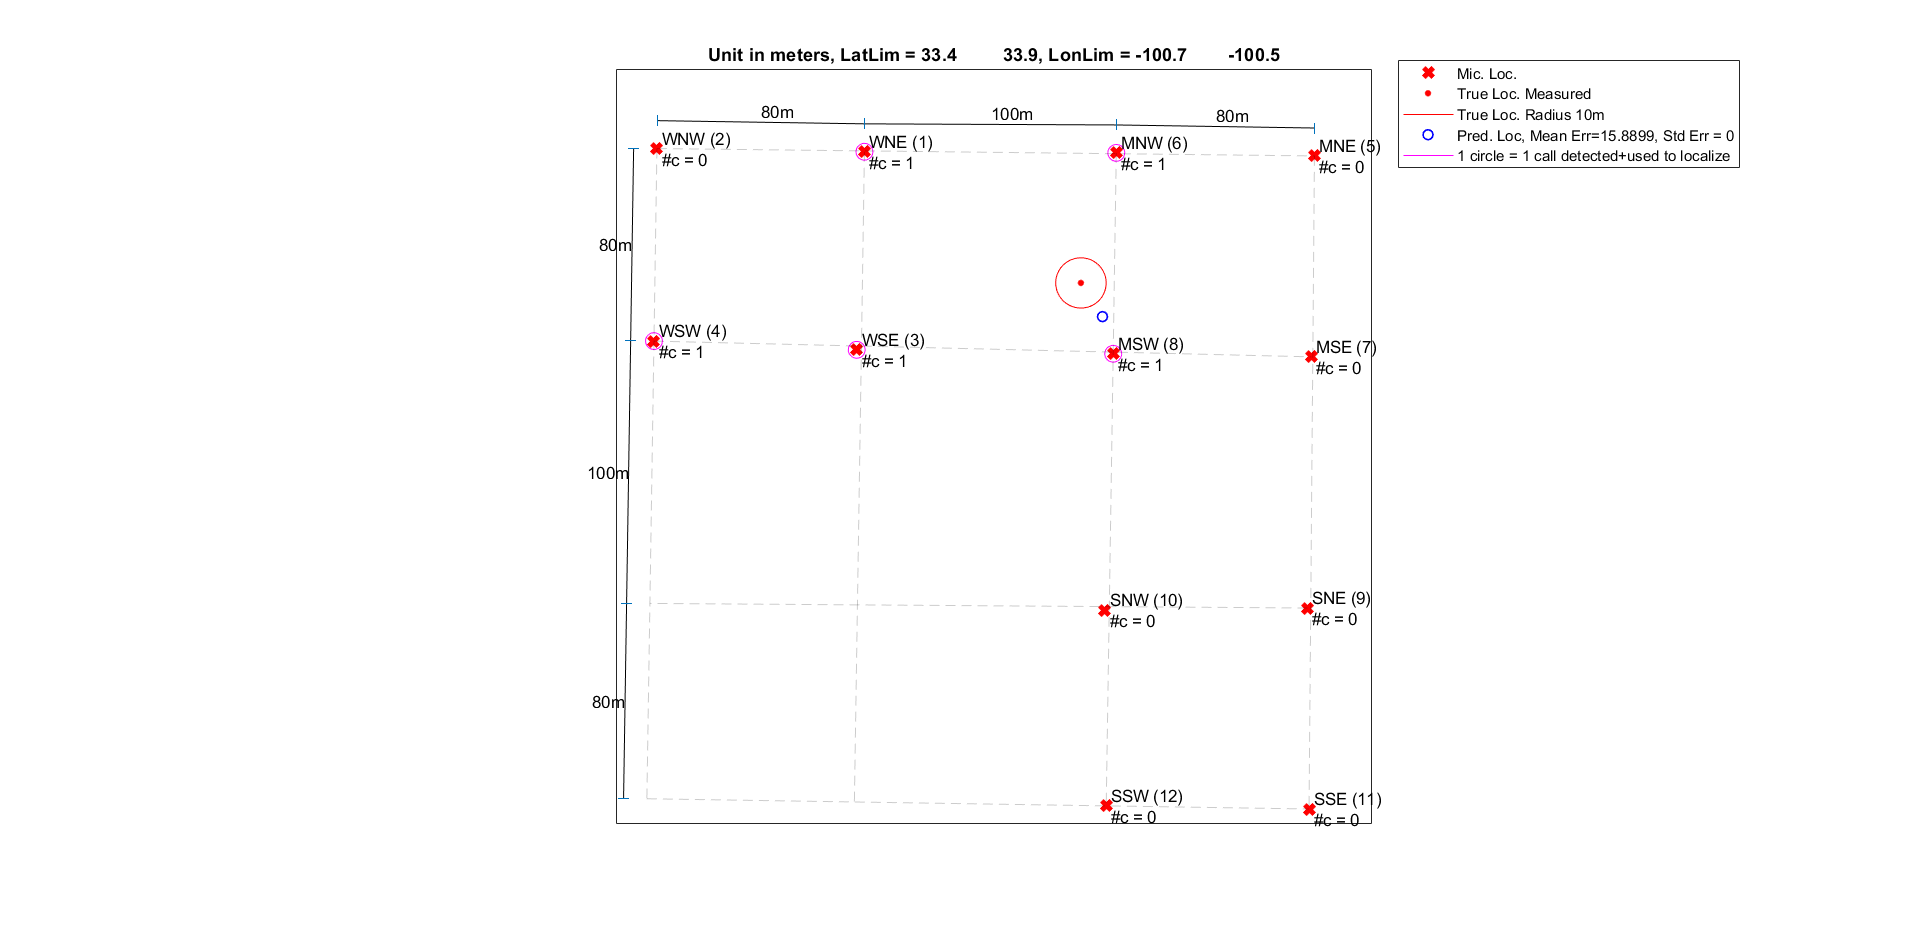 Unit in meters, LatLim = 33.4 33.9, LonLim = -100.7 -100.5
Mic. Loc.
True Loc. Measured
True Loc. Radius 10m
Pred. Loc, Mean Err=15.8899, Std Err = 0
1 circle = 1 call detected+used to localize
80m
100m
80m
WNW (2)
#c = 0
WNE (1)
#c = 1
MNW (6)
#c = 1
MNE (5)
#c = 0
80m
WSW (4)
#c = 1
WSE (3)
#c = 1
MSW (8)
#c = 1
MSE (7)
#c = 0
100m
SNW (10)
#c = 0
SNE (9)
#c = 0
80m
SSW (12)
#c = 0
SSE (11)
#c = 0